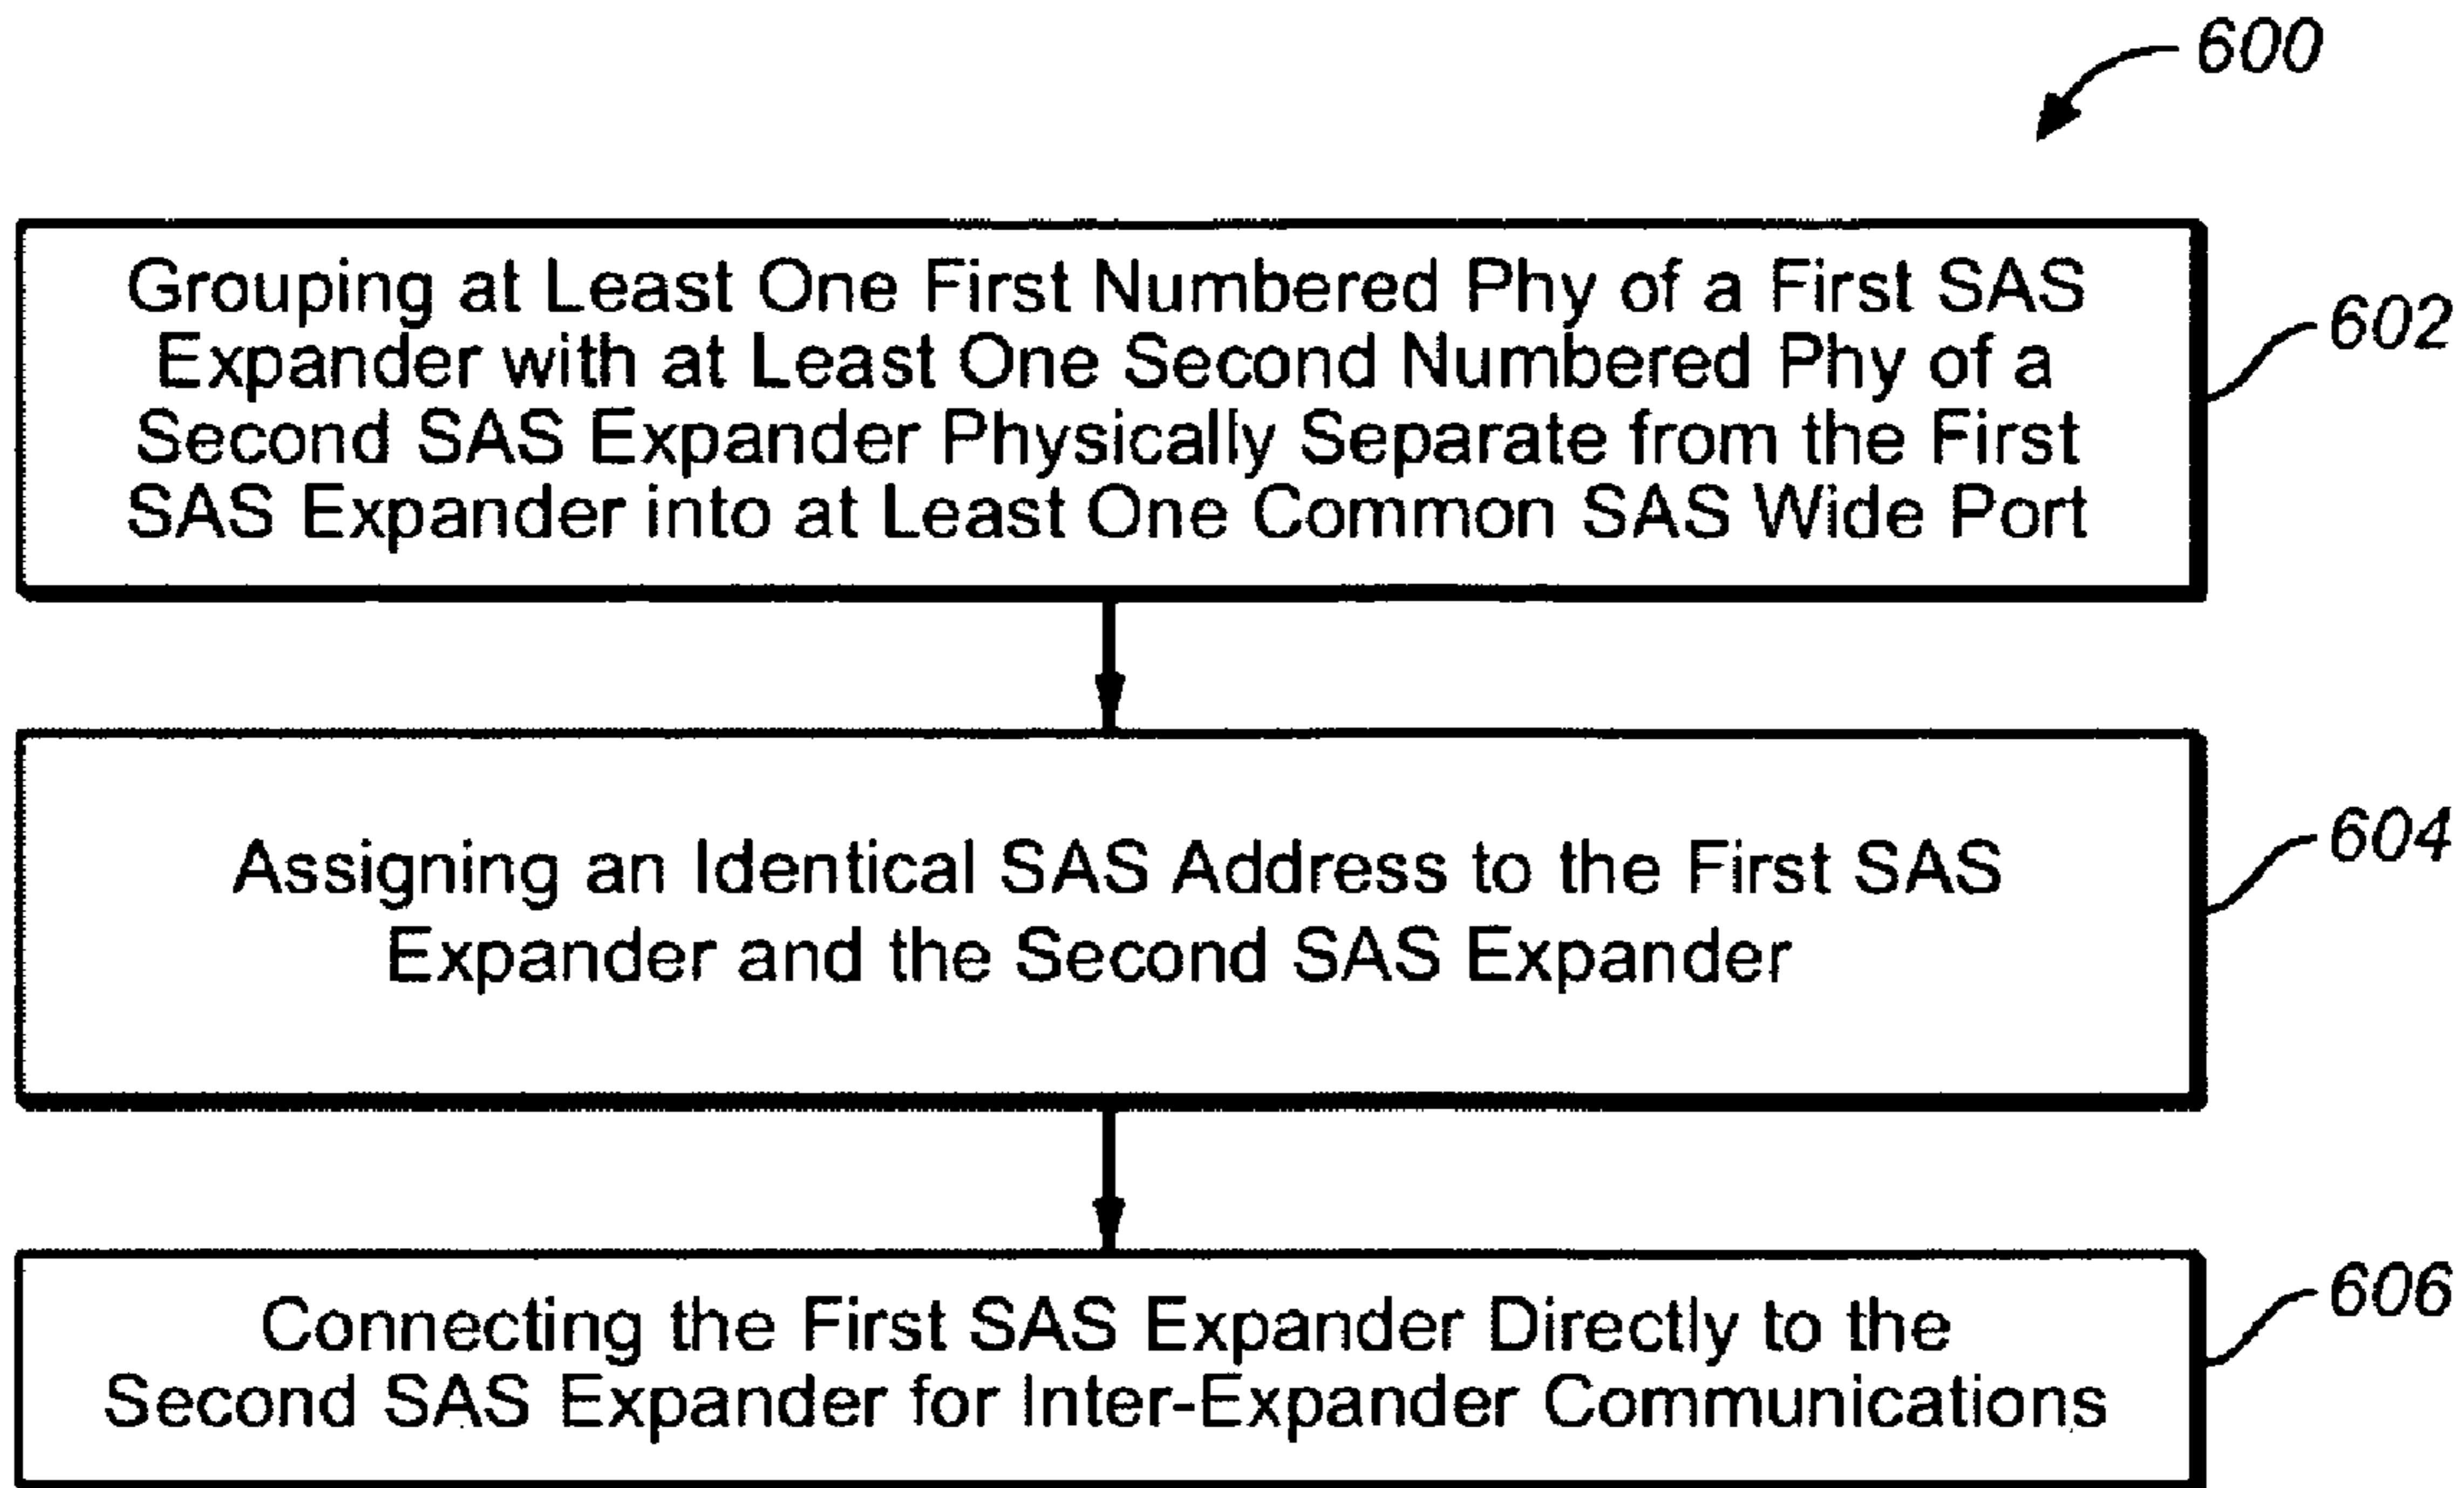 600
Grouping at Least One First Numbered Phy of a First SAS
Expander with at Least One Second Numbered Phy of a
Second SAS Expander Physically Separate from the First
SAS Expander into at Least One Common SAS Wide Port
602
Assigning an Identical SAS Address to the First SAS
Expander and the Second SAS Expander
604
Connecting the First SAS Expander Directly to the
Second SAS Expander for Inter-Expander Communications
606